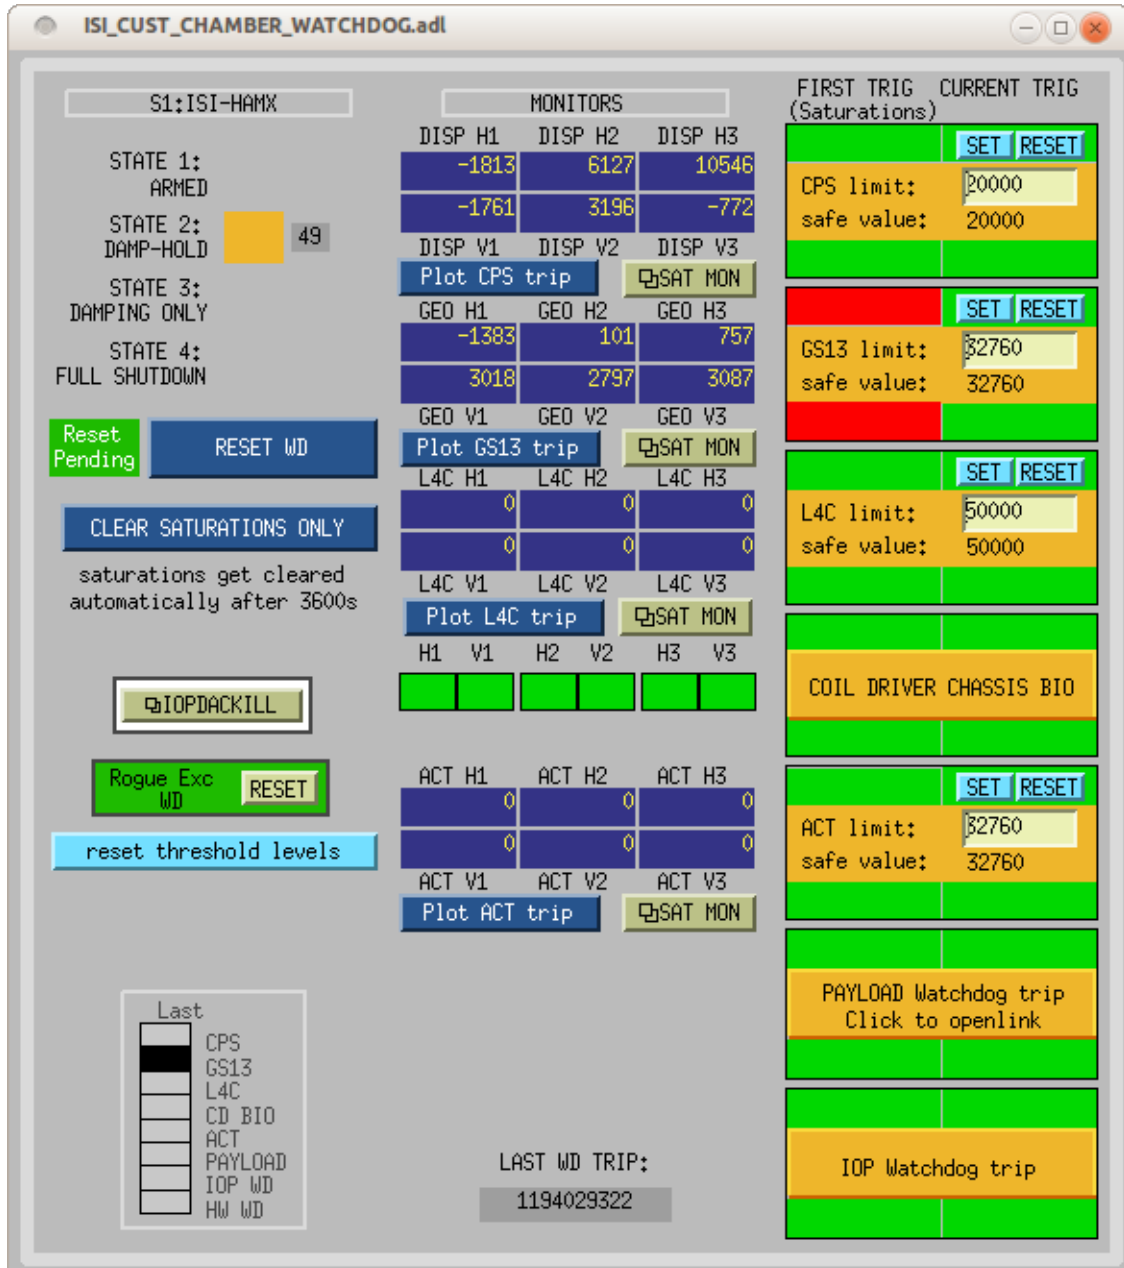 ISI_CUST_CHAMBER_WATCHDOG.adl
S1:ISI-HAMX
STATE 1:
ARMED
STATE 2:
DAMP-HOLD
49
STATE 3:
DAMPING ONLY
STATE 4:
FULL SHUTDOWN
Reset
Pending
RESET WD
CLEAR SATURATIONS ONLY
saturations get cleared
automatically after 3600s
IOPDACKILL
Rogue Exc
WD
RESET
reset threshold levels
Last
CPS
GS13
L4C
CD BIO
ACT
PAYLOAD
IOP WD
HW WD
MONITORS
DISP H1 DISP H2 DISP H3
-1813 6127 10546
-1761 3196 -772
DISP V1 DISP V2 DISP V3
Plot CPS trip SAT MON
GEO H1 GEO H2 GEO H3
-1383 101 757
3018 2797 3087
GEO V1 GEO V2 GEO V3
Plot GS13 trip SAT MON
L4C H1 L4C H2 L4C H3
0 0 0
0 0 0
L4C V1 L4C V2 L4C V3
Plot L4C trip SAT MON
H1 V1 H2 V2 H3 V3
ACT H1 ACT H2 ACT H3
0 0 0
0 0 0
ACT V1 ACT V2 ACT V3
Plot ACT trip SAT MON
LAST WD TRIP:
1194029322
FIRST TRIG CURRENT TRIG
(Saturations)
SET RESET
CPS limit: 20000
safe value: 20000
SET RESET
GS13 limit: 32760
safe value: 32760
SET RESET
L4C limit: 50000
safe value: 50000
COIL DRIVER CHASSIS BIO
SET RESET
ACT limit: 32760
safe value: 32760
PAYLOAD Watchdog trip
Click to openlink
IOP Watchdog trip